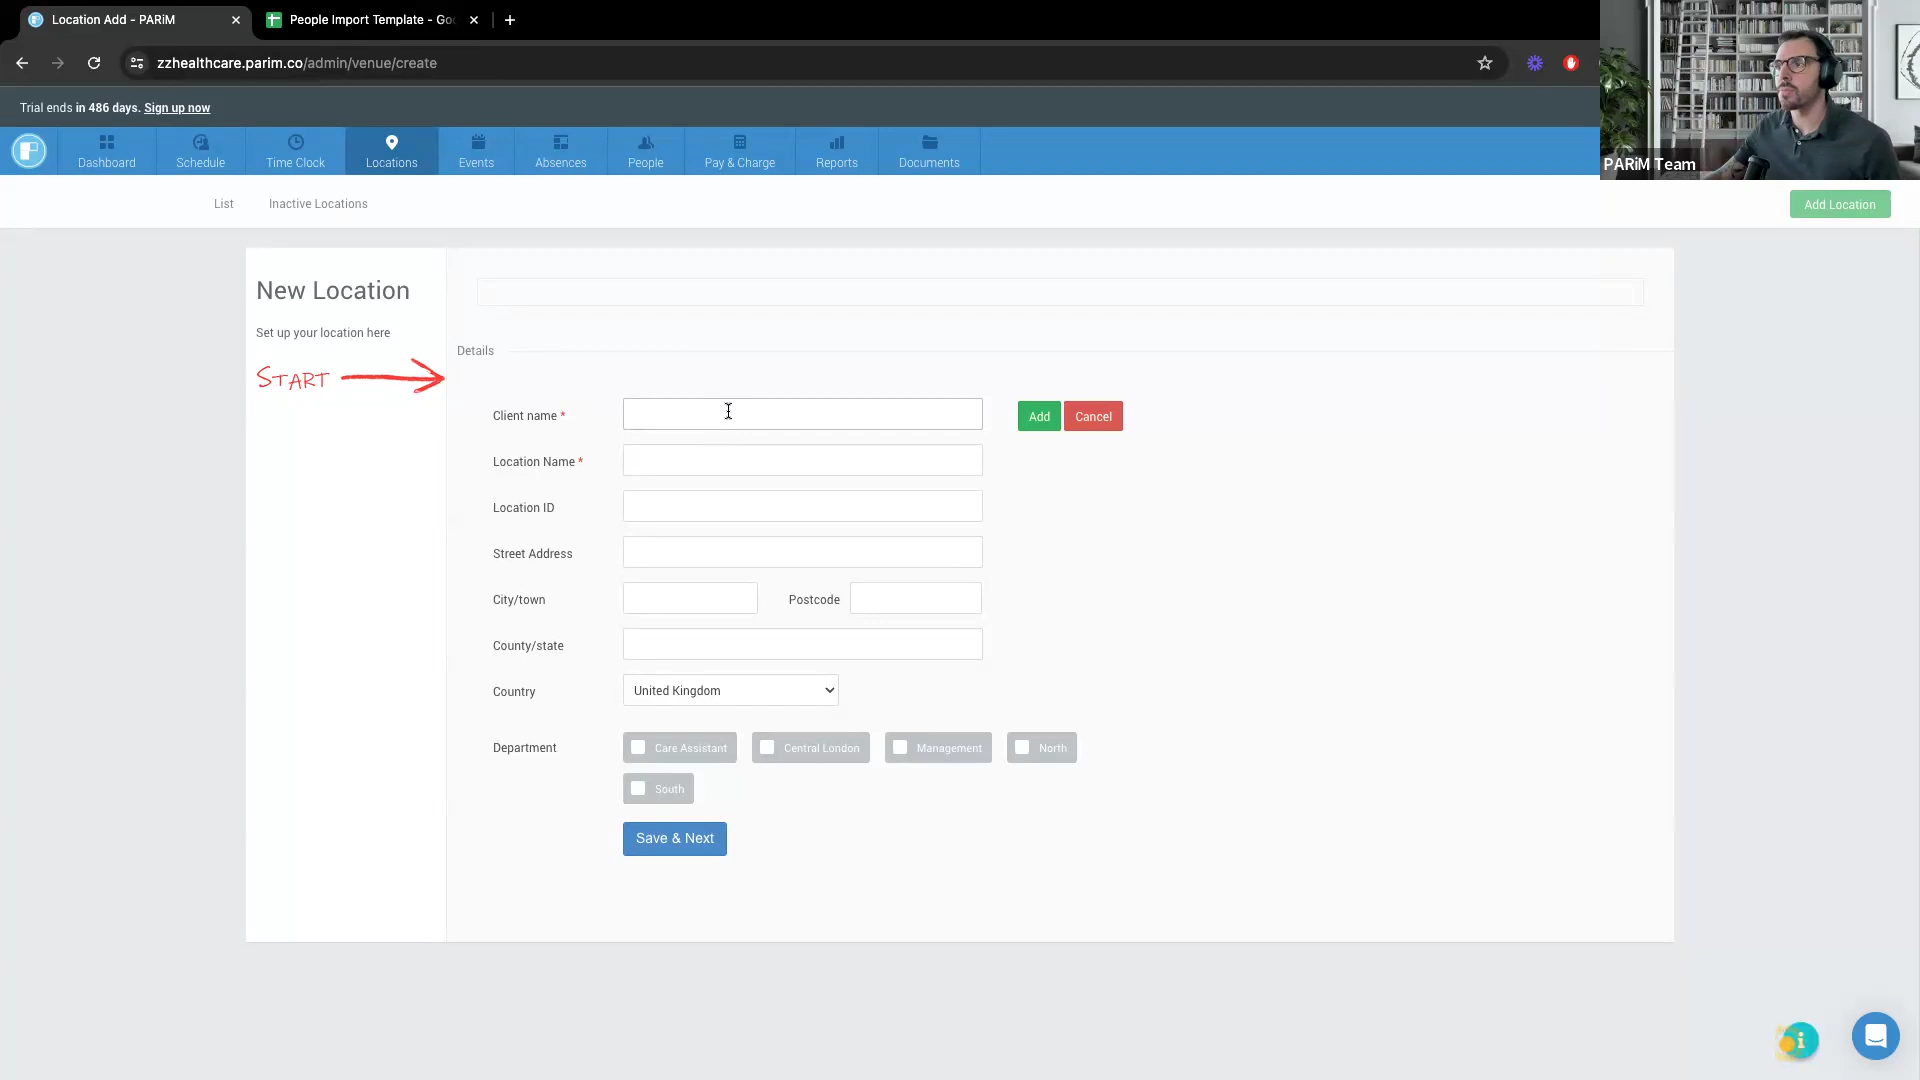 Location Add - PARiM
People Import Template - Goo
zzhealthcare.parim.co/admin/venue/create
Trial ends in 486 days. Sign up now
Dashboard
Schedule
Time Clock
Locations
Events
Absences
People
Pay & Charge
Reports
Documents
PARiM Team
List
Inactive Locations
Add Location
New Location
Set up your location here
START
Details
Client name *
Add
Cancel
Location Name *
Location ID
Street Address
City/town
Postcode
County/state
Country
United Kingdom
Department
Care Assistant
Central London
Management
North
South
Save & Next